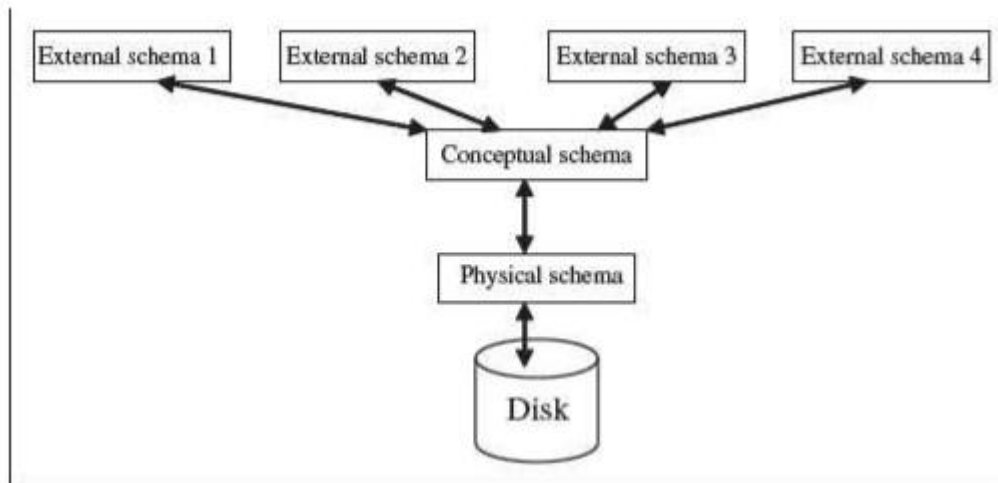 External schema 1
External schema 2
External schema 3
External schema 4
Conceptual schema
Physical schema
Disk